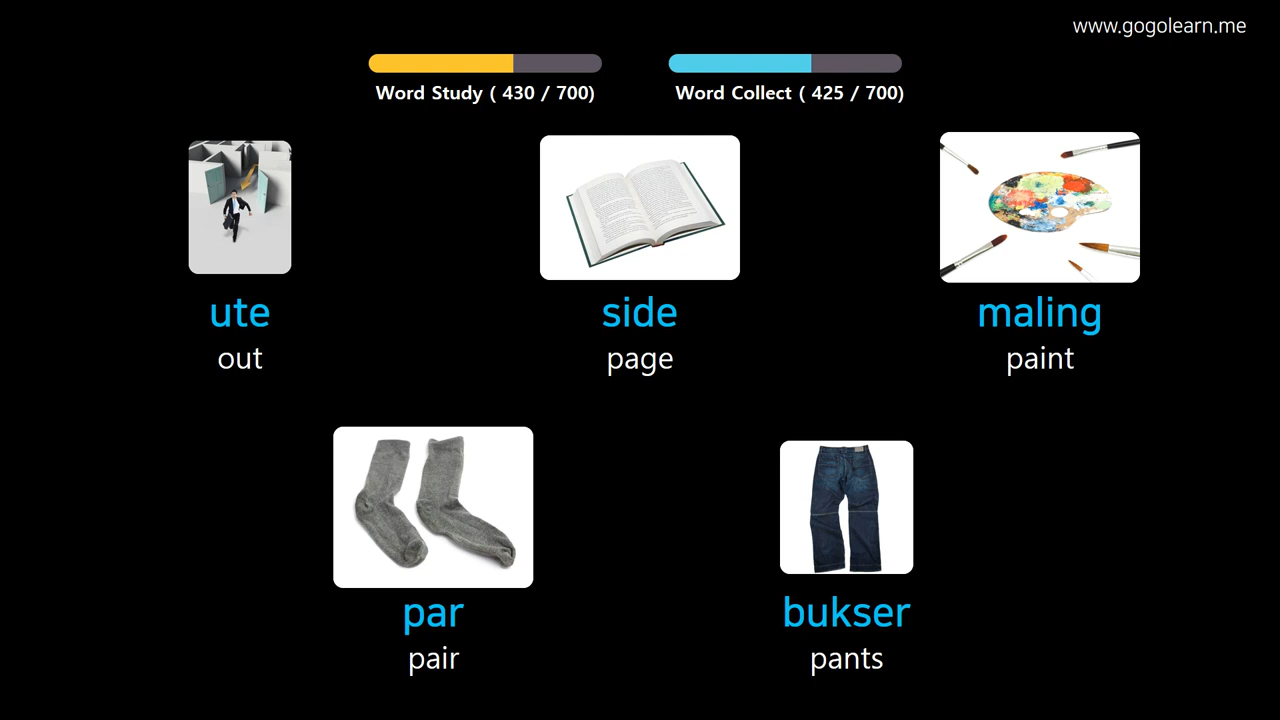 www.gogolearn.me
Word Study ( 430 / 700)
Word Collect ( 425 / 700)
ute
out
side
page
maling
paint
par
pair
bukser
pants